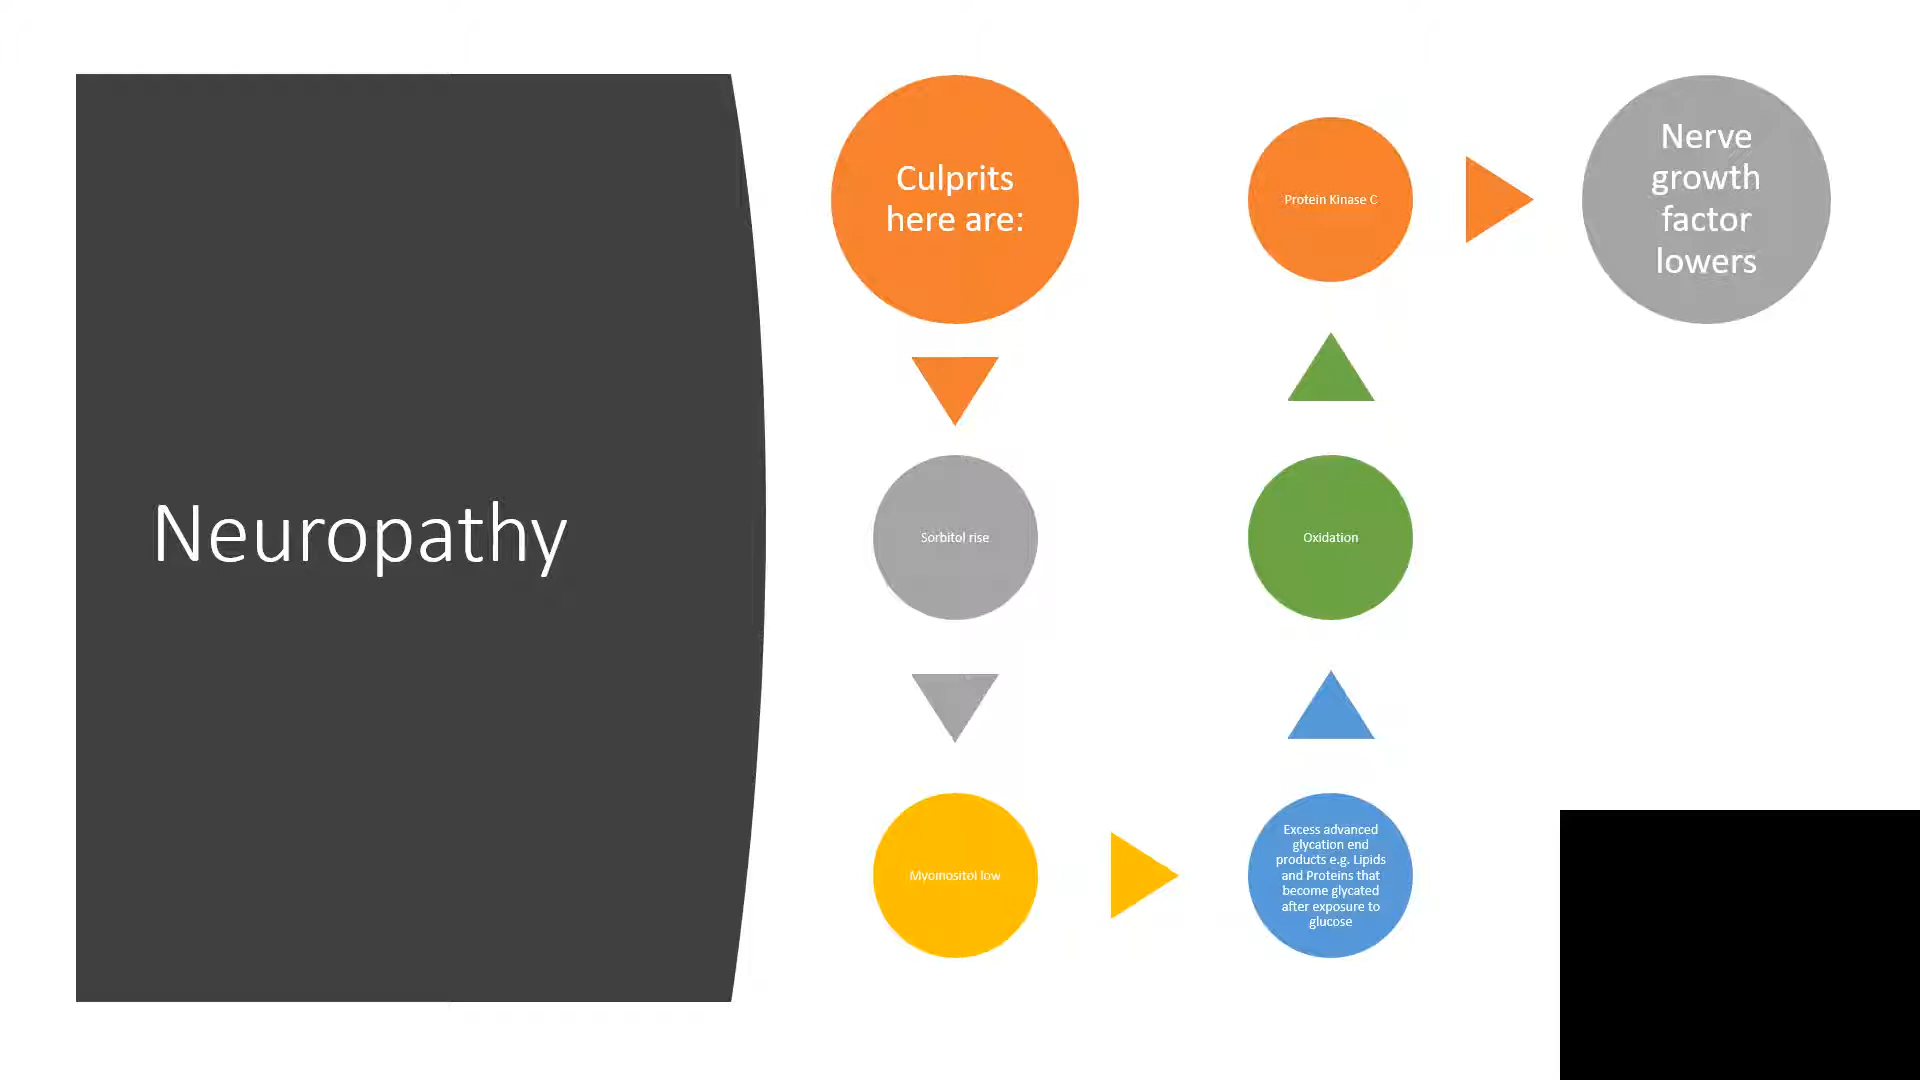 Neuropathy
Culprits
here are:
Sorbitol rise
Myoinositol low
Excess advanced
glycation end
products e.g. Lipids
and Proteins that
become glycated
after exposure to
glucose
Oxidation
Protein Kinase C
Nerve
growth
factor
lowers